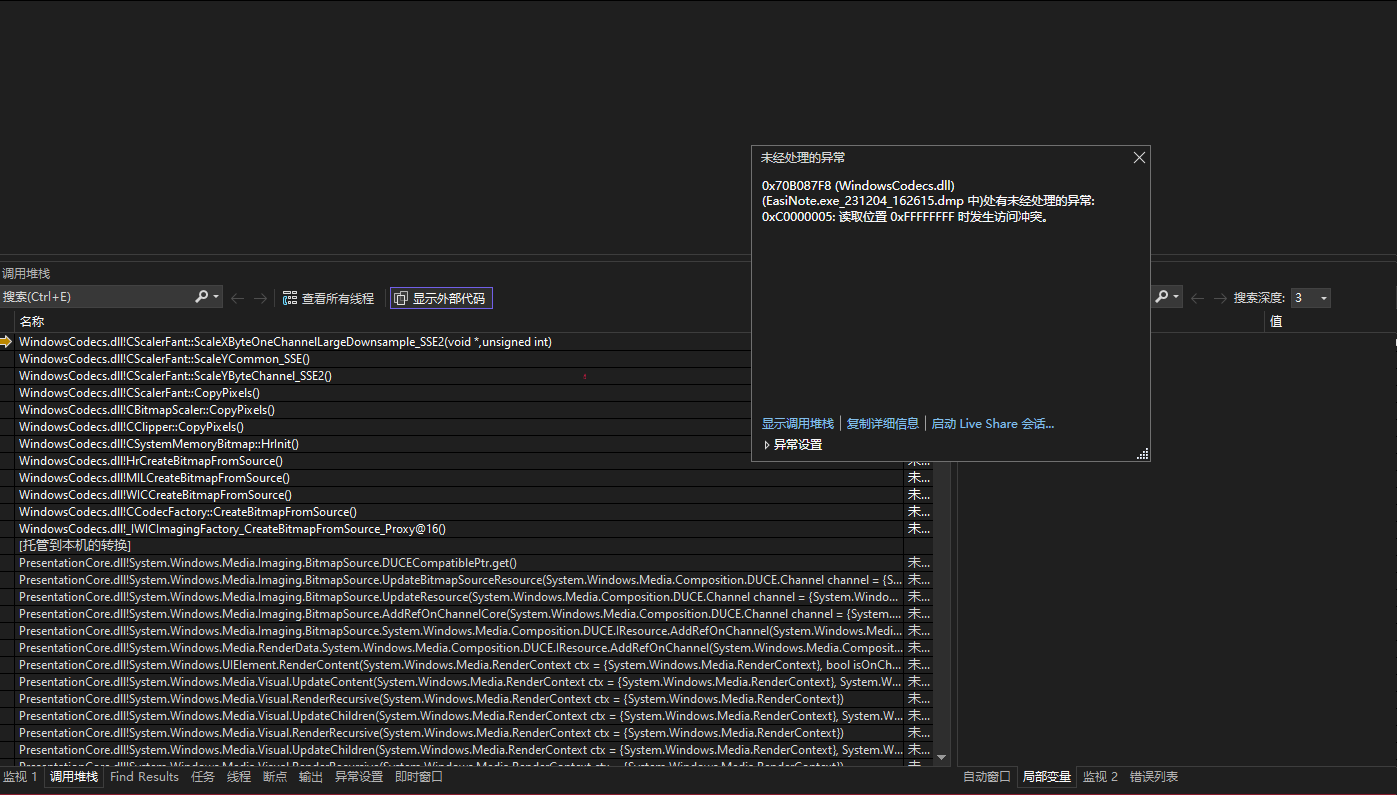 未经处理的异常
0x70B087F8 (WindowsCodecs.dll)
(EasiNote.exe_231204_162615.dmp 中)处有未经处理的异常:
0xC0000005: 读取位置 0xFFFFFFFF 时发生访问冲突。
显示调用堆栈 | 复制详细信息 | 启动 Live Share 会话...
异常设置
调用堆栈
搜索(Ctrl+E)
查看所有线程
显示外部代码
搜索深度: 3
名称
值
WindowsCodecs.dll!CScalerFant::ScaleXByteOneChannelLargeDownsample_SSE2(void *,unsigned int)
WindowsCodecs.dll!CScalerFant::ScaleYCommon_SSE()
WindowsCodecs.dll!CScalerFant::ScaleYByteChannel_SSE2()
WindowsCodecs.dll!CScalerFant::CopyPixels()
WindowsCodecs.dll!CBitmapScaler::CopyPixels()
WindowsCodecs.dll!CClipper::CopyPixels()
WindowsCodecs.dll!CSystemMemoryBitmap::HrInit()
WindowsCodecs.dll!HrCreateBitmapFromSource() 未...
WindowsCodecs.dll!MILCreateBitmapFromSource() 未...
WindowsCodecs.dll!WICCreateBitmapFromSource() 未...
WindowsCodecs.dll!CCodecFactory::CreateBitmapFromSource() 未...
WindowsCodecs.dll!_IWICImagingFactory_CreateBitmapFromSource_Proxy@16() 未...
[托管到本机的转换]
PresentationCore.dll!System.Windows.Media.Imaging.BitmapSource.DUCECompatiblePtr.get() 未...
PresentationCore.dll!System.Windows.Media.Imaging.BitmapSource.UpdateBitmapSourceResource(System.Windows.Media.Composition.DUCE.Channel channel = {S... 未...
PresentationCore.dll!System.Windows.Media.Imaging.BitmapSource.UpdateResource(System.Windows.Media.Composition.DUCE.Channel channel = {System.Windo... 未...
PresentationCore.dll!System.Windows.Media.Imaging.BitmapSource.AddRefOnChannelCore(System.Windows.Media.Composition.DUCE.Channel channel = {System.... 未...
PresentationCore.dll!System.Windows.Media.Imaging.BitmapSource.System.Windows.Media.Composition.DUCE.IResource.AddRefOnChannel(System.Windows.Medi... 未...
PresentationCore.dll!System.Windows.Media.RenderData.System.Windows.Media.Composition.DUCE.IResource.AddRefOnChannel(System.Windows.Media.Composit... 未...
PresentationCore.dll!System.Windows.UIElement.RenderContent(System.Windows.Media.RenderContext ctx = {System.Windows.Media.RenderContext}, bool isOnCh... 未...
PresentationCore.dll!System.Windows.Media.Visual.UpdateContent(System.Windows.Media.RenderContext ctx = {System.Windows.Media.RenderContext}, System.W... 未...
PresentationCore.dll!System.Windows.Media.Visual.RenderRecursive(System.Windows.Media.RenderContext ctx = {System.Windows.Media.RenderContext}) 未...
PresentationCore.dll!System.Windows.Media.Visual.UpdateChildren(System.Windows.Media.RenderContext ctx = {System.Windows.Media.RenderContext}, System.W... 未...
PresentationCore.dll!System.Windows.Media.Visual.RenderRecursive(System.Windows.Media.RenderContext ctx = {System.Windows.Media.RenderContext}) 未...
PresentationCore.dll!System.Windows.Media.Visual.UpdateChildren(System.Windows.Media.RenderContext ctx = {System.Windows.Media.RenderContext}, System.W... 未...
监视 1 调用堆栈 Find Results 任务 线程 断点 输出 异常设置 即时窗口
自动窗口 局部变量 监视 2 错误列表